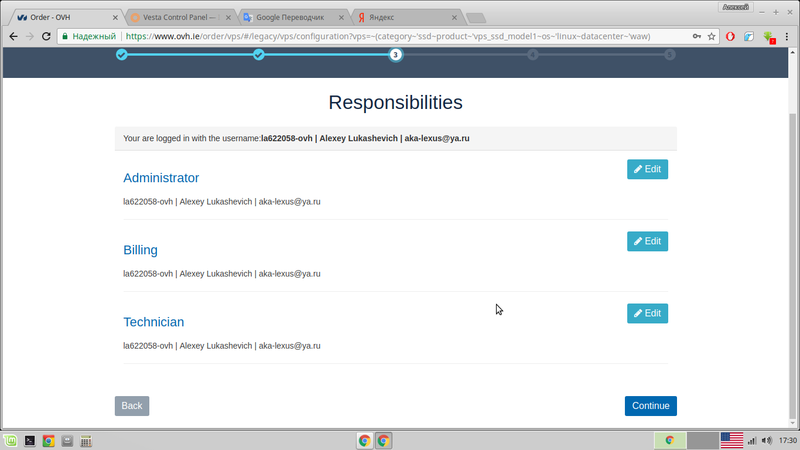 Алексей
Order - OVH
Vesta Control Panel —
Google Переводчик
Яндекс
Надежный
https://www.ovh.ie/order/vps/#/legacy/vps/configuration?vps=~(category~'ssd~product~'vps_ssd_model1~os~'linux~datacenter~'waw)
3
4
5
Responsibilities
Your are logged in with the username:la622058-ovh | Alexey Lukashevich | aka-lexus@ya.ru
Administrator
Edit
la622058-ovh | Alexey Lukashevich | aka-lexus@ya.ru
Billing
Edit
la622058-ovh | Alexey Lukashevich | aka-lexus@ya.ru
Technician
Edit
la622058-ovh | Alexey Lukashevich | aka-lexus@ya.ru
Back
Continue
17:30